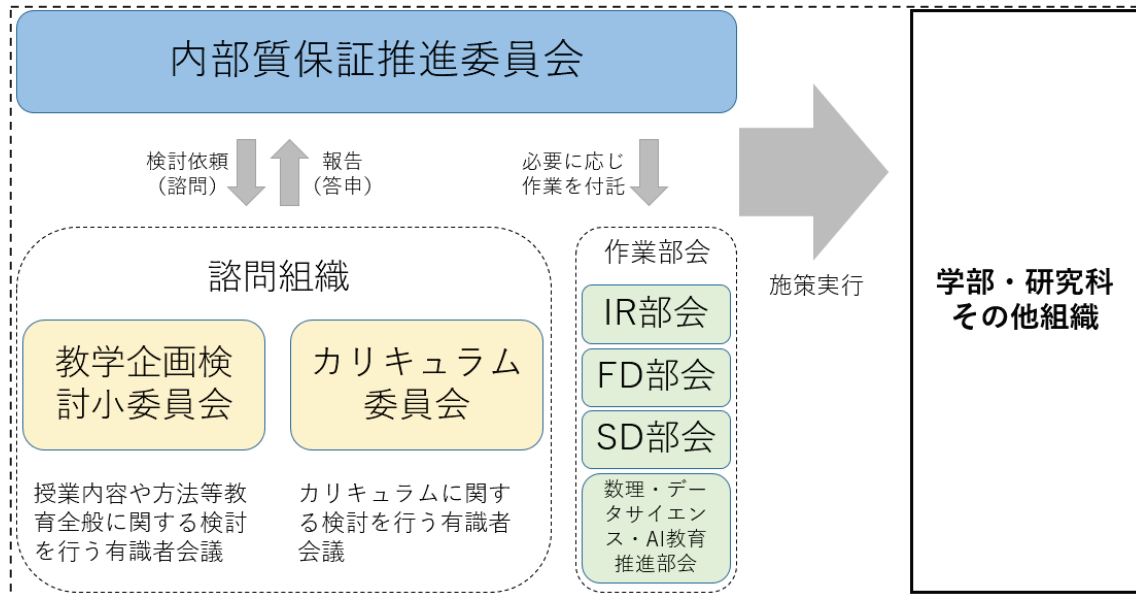 内部質保証推進委員会
検討依頼
(諮問)
報告
(答申)
必要に応じ
作業を付託
諮問組織
教学企画検
討小委員会
カリキュラム
委員会
授業内容や方法等教
育全般に関する検討
を行う有識者会議
カリキュラムに関す
る検討を行う有識者
会議
作業部会
IR部会
FD部会
SD部会
数理・デー
タサイエン
ス・AI教育
推進部会
施策実行
学部・研究科
その他組織